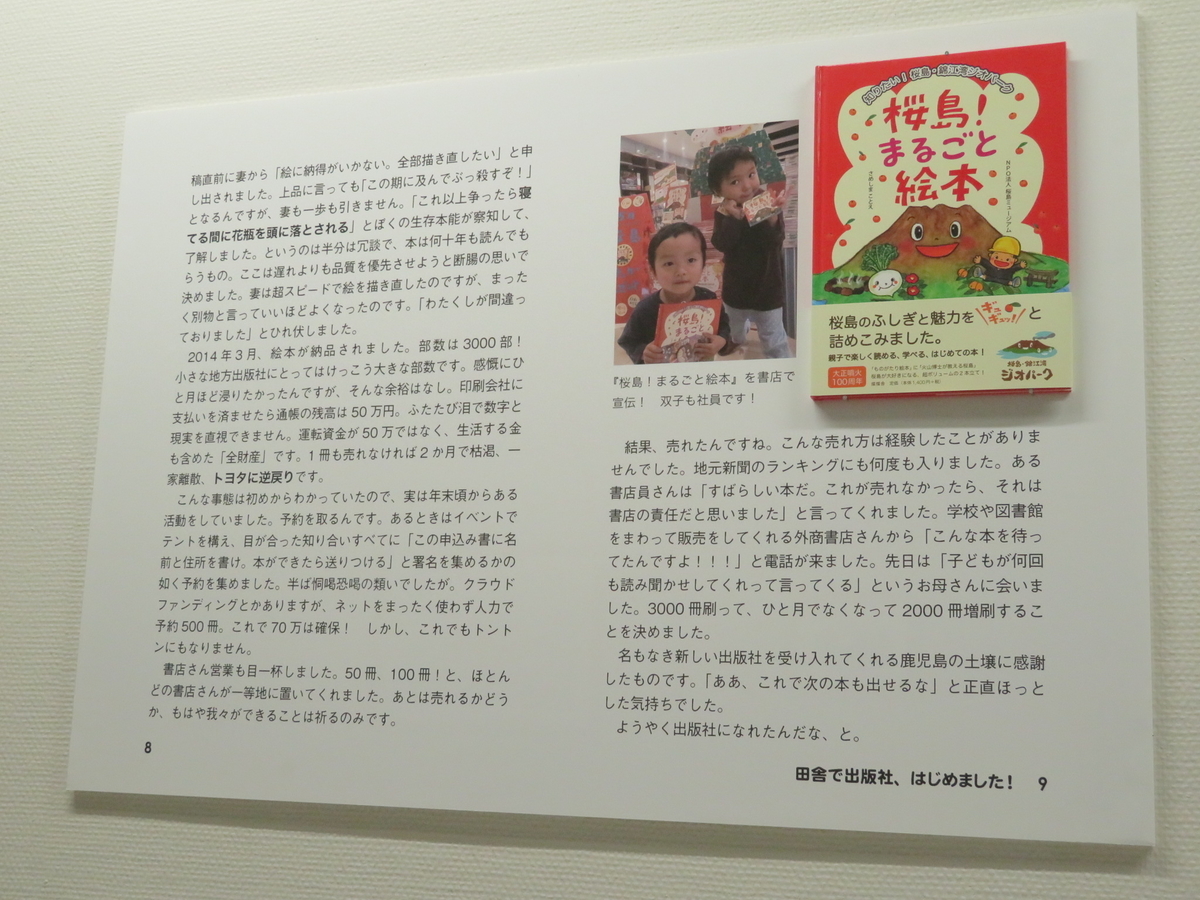 稿直前に妻から「絵に納得がいかない。全部描き直したい」と申
し出されました。上品に言っても「この期に及んでぶっ殺すぞ！」
となるんですが、妻も一歩も引きません。「これ以上争ったら寝
てる間に花瓶を頭に落とされる」とぼくの生存本能が察知して、
了解しました。というのは半分は冗談で、本は何十年も読んでも
らうもの。ここは遅れよりも品質を優先させようと断腸の思いで
決めました。妻は超スピードで絵を描き直したのですが、まった
く別物と言っていいほどよくなったのです。「わたくしが間違っ
ておりました」とひれ伏しました。
2014年3月、絵本が納品されました。部数は3000部！
小さな地方出版社にとってはけっこう大きな部数です。感慨にひ
と月ほど浸りたかったんですが、そんな余裕はなし。印刷会社に
支払いを済ませたら通帳の残高は50万円。ふたたび泪で数字と
現実を直視できません。運転資金が50万ではなく、生活する金
も含めた「全財産」です。1冊も売れなければ2か月で枯渇、一
家離散、トヨタに逆戻りです。
こんな事態は初めからわかっていたので、実は年末頃からある
活動をしていました。予約を取るんです。あるときはイベントで
テントを構え、目が合った知り合いすべてに「この申込み書に名
前と住所を書け。本ができたら送りつける」と署名を集めるかの
如く予約を集めました。半ば恫喝恐喝の類いでしたが。クラウド
ファンディングとかありますが、ネットをまったく使わず人力で
予約500冊。これで70万は確保！　しかし、これでもトント
ンにもなりません。
書店さん営業も目一杯しました。50冊、100冊！と、ほとん
どの書店さんが一等地に置いてくれました。あとは売れるかどう
か、もはや我々ができることは祈るのみです。
8
知りたい！桜島・錦江湾ジオパーク
桜島！
まるごと
絵本
NPO法人 桜島ミュージアム
さめしまことえ
桜島のふしぎと魅力を
ギュギュッ！
と
詰めこみました。
親子で楽しく読める、学べる、はじめての本！
大正噴火
100周年
桜島・錦江湾
ジオパーク
桜島！
まるごと
『桜島！まるごと絵本』を書店で
宣伝！　双子も社員です！
結果、売れたんですね。こんな売れ方は経験したことがありま
せんでした。地元新聞のランキングにも何度も入りました。ある
書店員さんは「すばらしい本だ。これが売れなかったら、それは
書店の責任だと思いました」と言ってくれました。学校や図書館
をまわって販売をしてくれる外商書店さんから「こんな本を待っ
てたんですよ！！！」と電話が来ました。先日は「子どもが何回
も読み聞かせしてくれって言ってくる」というお母さんに会いま
した。3000冊刷って、ひと月でなくなって2000冊増刷するこ
とを決めました。
名もなき新しい出版社を受け入れてくれる鹿児島の土壌に感謝
したものです。「ああ、これで次の本も出せるな」と正直ほっと
した気持ちでした。
ようやく出版社になれたんだな、と。
田舎で出版社、はじめました！　9